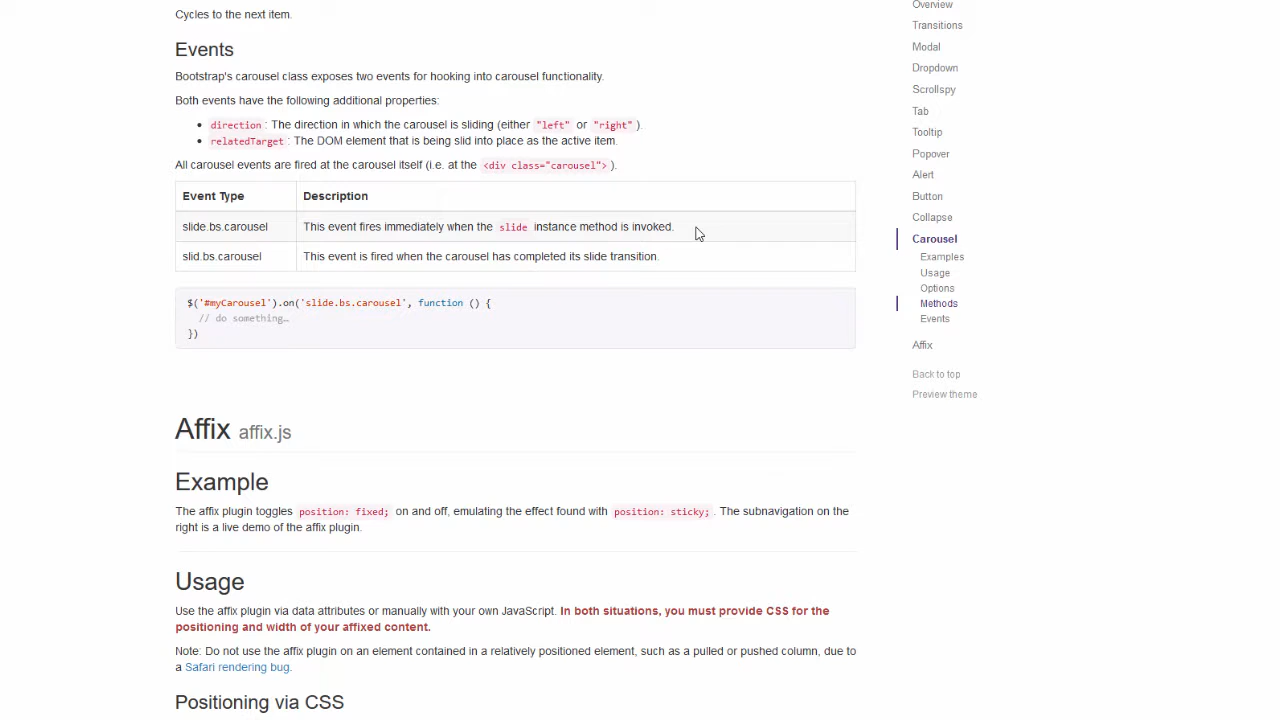 Cycles to the next item.
Events
Bootstrap's carousel class exposes two events for hooking into carousel functionality.
Both events have the following additional properties:
direction: The direction in which the carousel is sliding (either "left" or "right").
relatedTarget: The DOM element that is being slid into place as the active item.
All carousel events are fired at the carousel itself (i.e. at the <div class="carousel">).
Event Type Description
slide.bs.carousel This event fires immediately when the slide instance method is invoked.
slid.bs.carousel This event is fired when the carousel has completed its slide transition.
$('#myCarousel').on('slide.bs.carousel', function () {
// do something…
})
Affix affix.js
Example
The affix plugin toggles position: fixed; on and off, emulating the effect found with position: sticky;. The subnavigation on the
right is a live demo of the affix plugin.
Usage
Use the affix plugin via data attributes or manually with your own JavaScript. In both situations, you must provide CSS for the
positioning and width of your affixed content.
Note: Do not use the affix plugin on an element contained in a relatively positioned element, such as a pulled or pushed column, due to
a Safari rendering bug.
Positioning via CSS
Overview
Transitions
Modal
Dropdown
Scrollspy
Tab
Tooltip
Popover
Alert
Button
Collapse
Carousel
Examples
Usage
Options
Methods
Events
Affix
Back to top
Preview theme